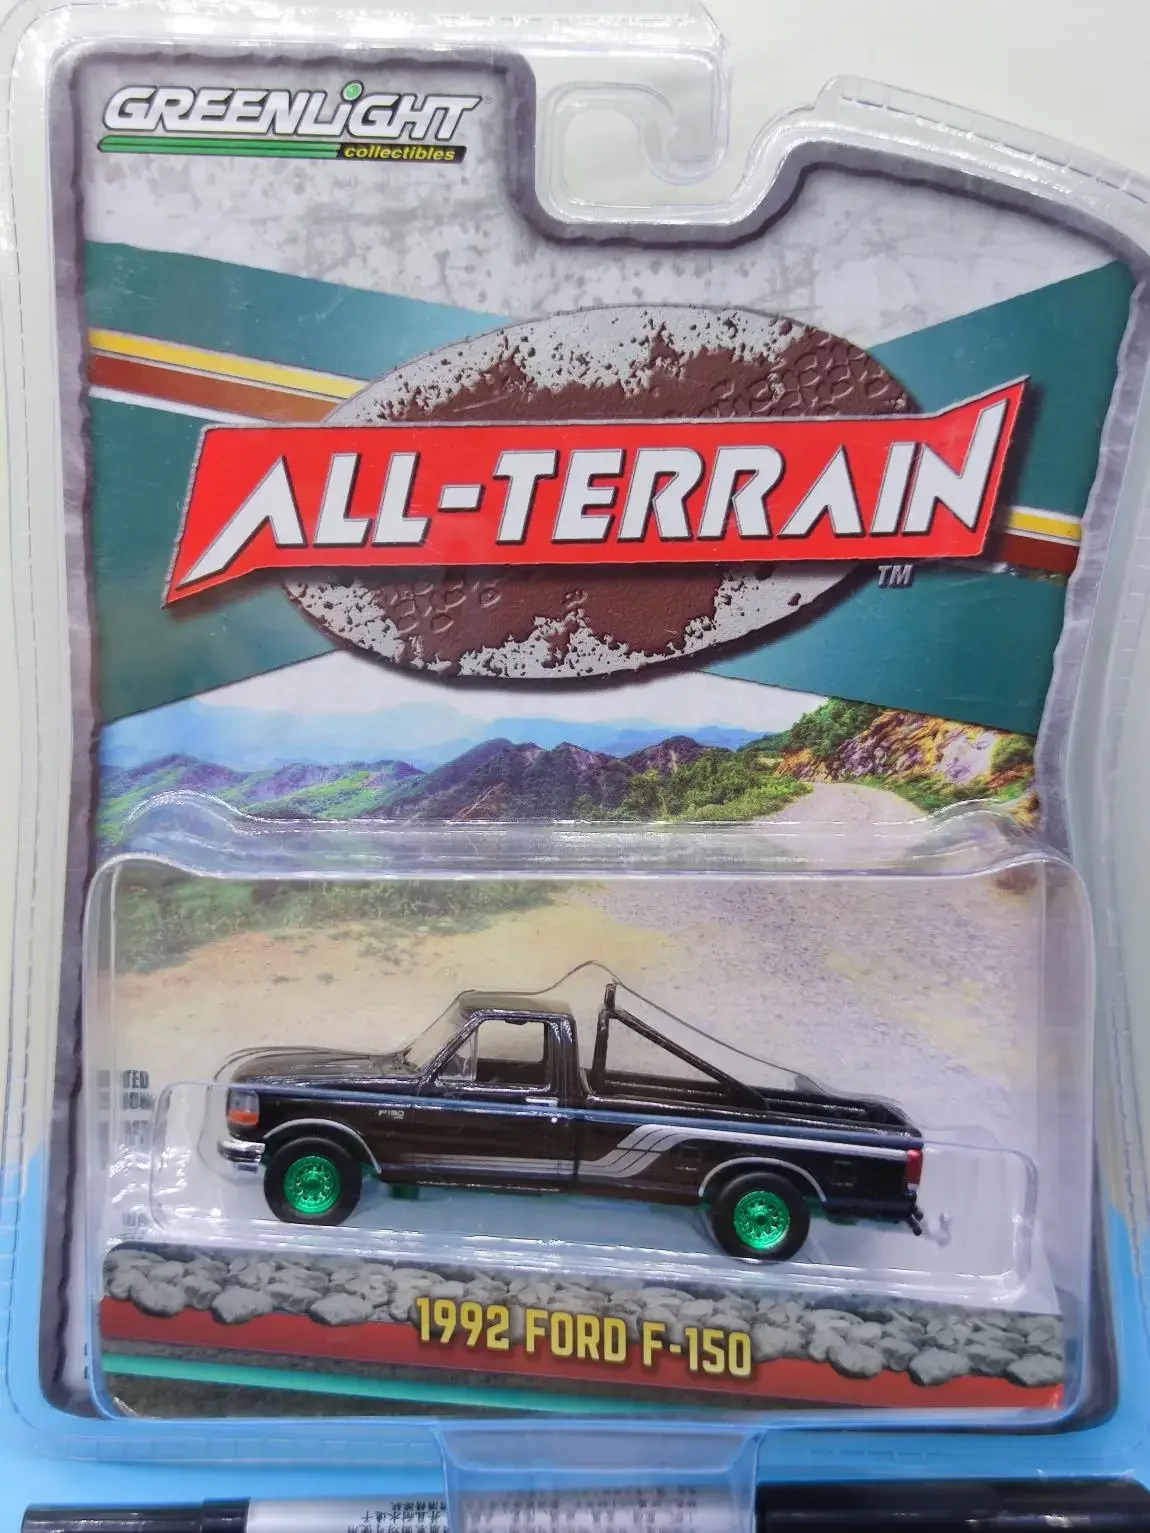 GREENLiGHT®
collectibles
ALL-TERRAIN
TM
F150
1992 FORD F-150